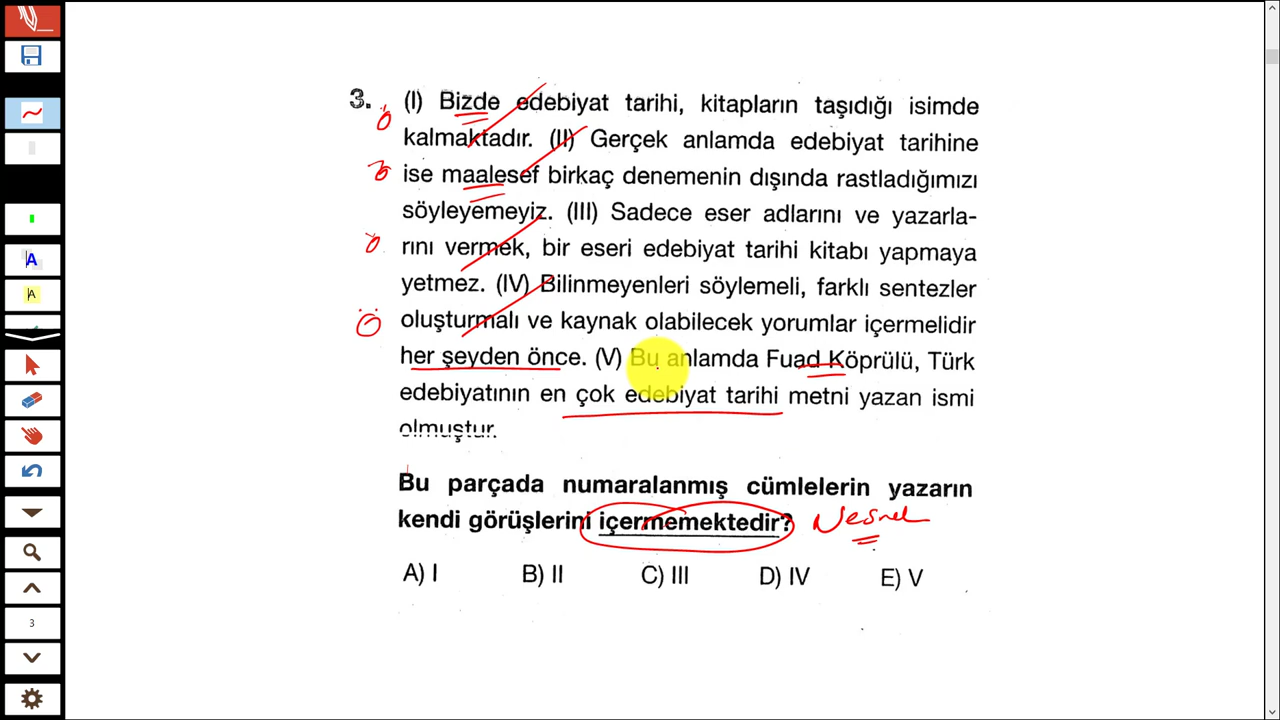 3. (I) Bizde edebiyat tarihi, kitapların taşıdığı isimde
kalmaktadır. (II) Gerçek anlamda edebiyat tarihine
ise maalesef birkaç denemenin dışında rastladığımızı
söyleyemeyiz. (III) Sadece eser adlarını ve yazarla-
rını vermek, bir eseri edebiyat tarihi kitabı yapmaya
yetmez. (IV) Bilinmeyenleri söylemeli, farklı sentezler
oluşturmalı ve kaynak olabilecek yorumlar içermelidir
her şeyden önce. (V) Bu anlamda Fuad Köprülü, Türk
edebiyatının en çok edebiyat tarihi metni yazan ismi
olmuştur.
Bu parçada numaralanmış cümlelerin yazarın
kendi görüşlerini içermemektedir? Nesnel
A) I B) II C) III D) IV E) V
A
A
3